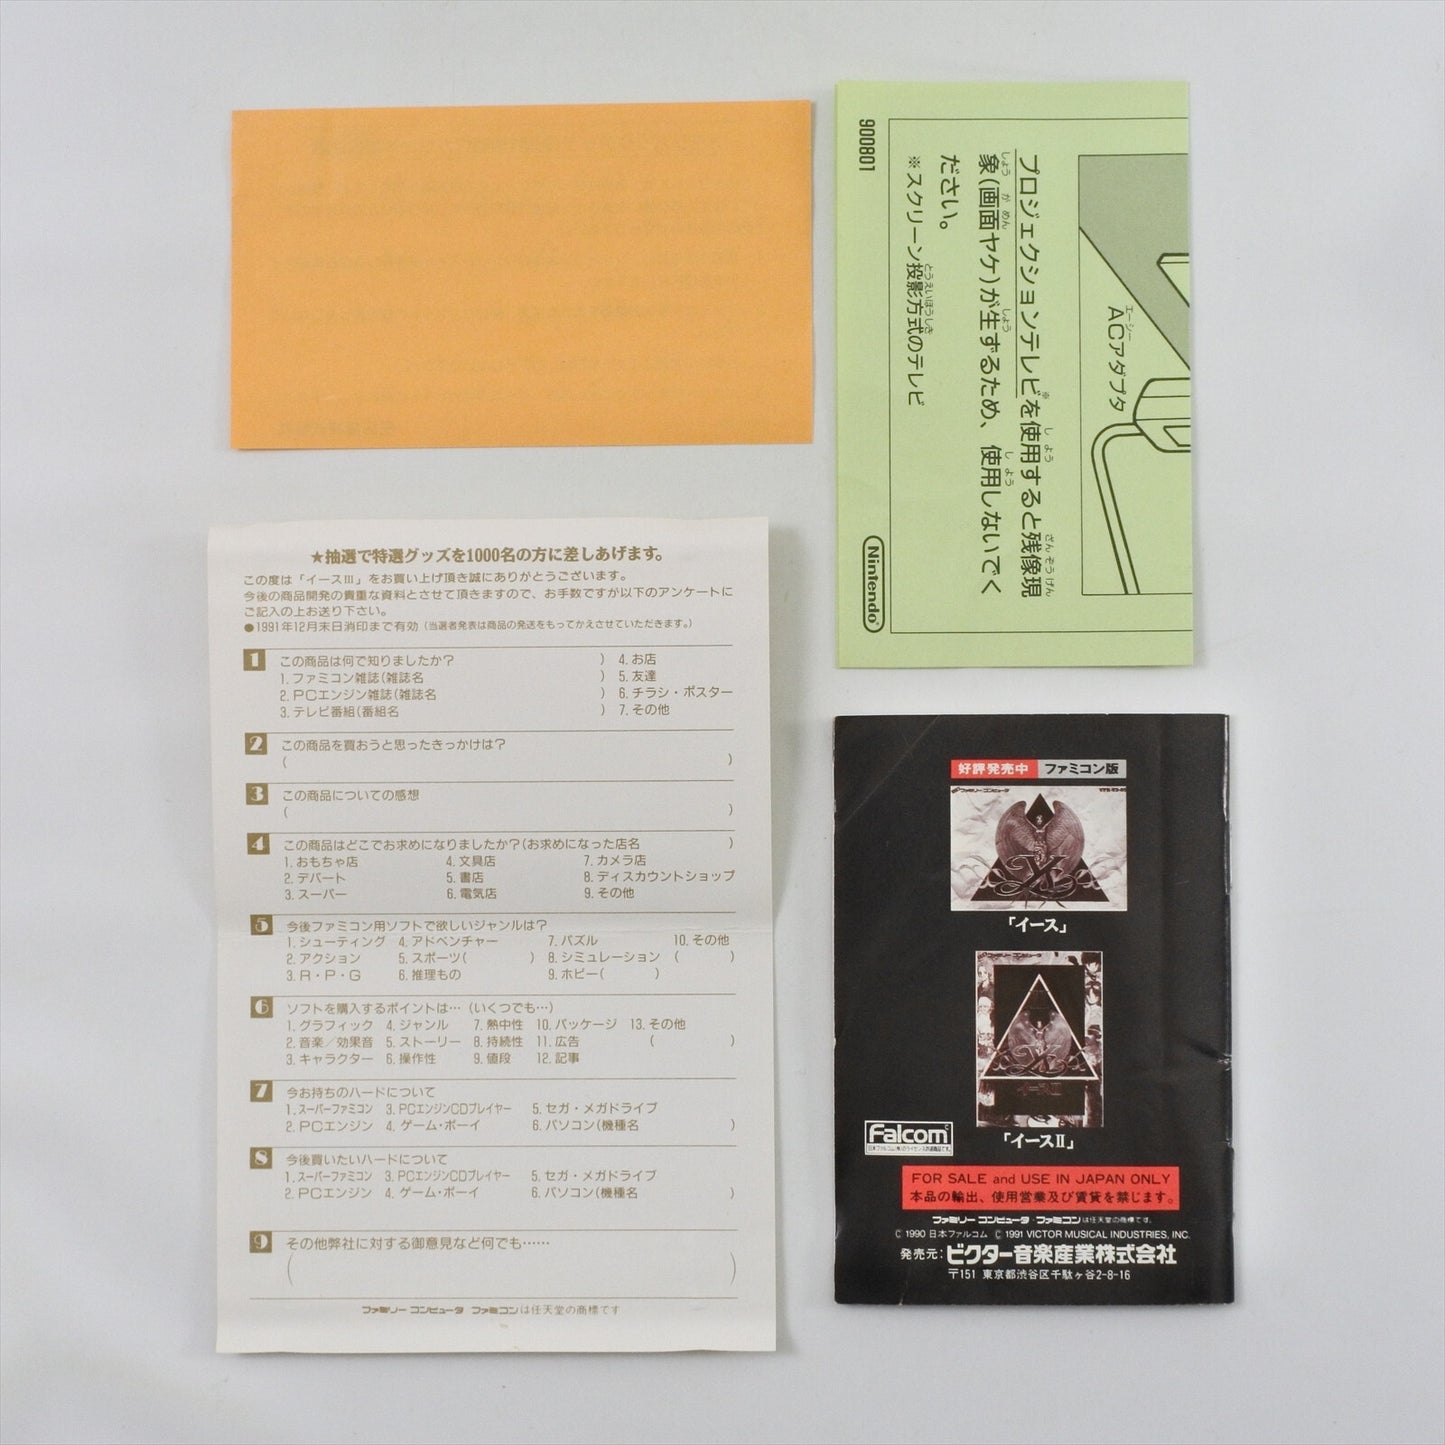 900801
プロジェクションテレビ※を使用すると残像現
象(画面ヤケ)が生ずるため、使用しないでく
ださい。
※スクリーン投影方式のテレビ
ACアダプタ
Nintendo
★抽選で特選グッズを1000名の方に差しあげます。
この度は「イースⅢ」をお買い上げ頂き誠にありがとうございます。
今後の商品開発の貴重な資料とさせて頂きますので、お手数ですが以下のアンケートに
ご記入の上お送り下さい。
●1991年12月末日消印まで有効(当選者発表は商品の発送をもってかえさせていただきます。)
1 この商品は何で知りましたか? ) 4. お店
1. ファミコン雑誌(雑誌名 ) 5. 友達
2. PCエンジン雑誌(雑誌名 ) 6. チラシ・ポスター
3. テレビ番組(番組名 ) 7. その他
2 この商品を買おうと思ったきっかけは?
( )
3 この商品についての感想
( )
4 この商品はどこでお求めになりましたか?(お求めになった店名 )
1. おもちゃ店 4. 文具店 7. カメラ店
2. デパート 5. 書店 8. ディスカウントショップ
3. スーパー 6. 電気店 9. その他
5 今後ファミコン用ソフトで欲しいジャンルは?
1. シューティング 4. アドベンチャー 7. パズル 10. その他
2. アクション 5. スポーツ( ) 8. シミュレーション ( )
3. R・P・G 6. 推理もの 9. ホビー( )
6 ソフトを購入するポイントは…(いくつでも…)
1. グラフィック 4. ジャンル 7. 熱中性 10. パッケージ 13. その他
2. 音楽/効果音 5. ストーリー 8. 持続性 11. 広告 ( )
3. キャラクター 6. 操作性 9. 値段 12. 記事
7 今お持ちのハードについて
1. スーパーファミコン 3. PCエンジンCDプレイヤー 5. セガ・メガドライブ
2. PCエンジン 4. ゲーム・ボーイ 6. パソコン(機種名 )
8 今後買いたいハードについて
1. スーパーファミコン 3. PCエンジンCDプレイヤー 5. セガ・メガドライブ
2. PCエンジン 4. ゲーム・ボーイ 6. パソコン(機種名 )
9 その他弊社に対する御意見など何でも……
( )
ファミリーコンピュータ ファミコンは任天堂の商標です
好評発売中 ファミコン版
ファミリーコンピュータ
Ys
「イース」
Ys
イースII
「イースII」
Falcom
FOR SALE and USE IN JAPAN ONLY
本品の輸出、使用営業及び賃貸を禁じます。
ファミリーコンピュータ・ファミコンは任天堂の商標です。
© 1990 日本ファルコム © 1991 VICTOR MUSICAL INDUSTRIES, INC.
発売元: ビクター音楽産業株式会社
〒151 東京都渋谷区千駄ヶ谷2-8-16